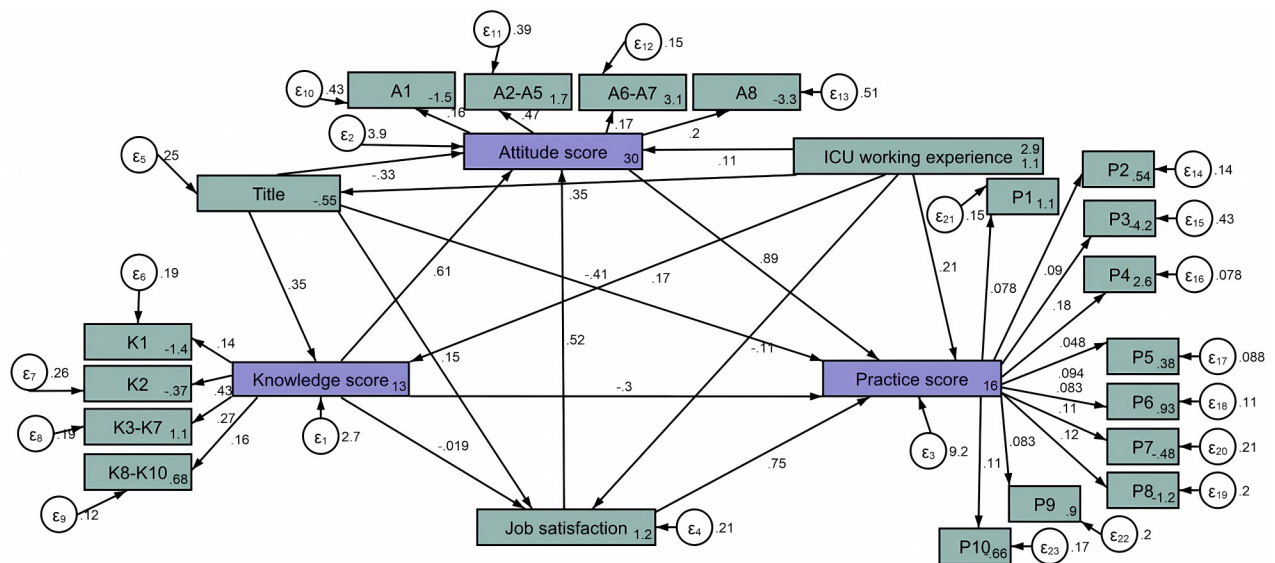 ε11 .39
ε12 .15
ε10 .43
A1 -1.5
A2-A5 1.7
A6-A7 3.1
A8 -3.3
ε13 .51
.16
.47
.17
.2
ε2 3.9
Attitude score 30
ICU working experience 2.9
1.1
ε5 .25
-.33
.11
Title -.55
.35
P2 .54
ε14 .14
P1 1.1
ε21 .15
P3 -4.2
ε15 .43
P4 2.6
ε16 .078
ε6 .19
.35
.61
-.41
.17
.89
.21
.078
.09
.18
K1 -1.4
.14
ε7 .26
K2 -.37
.43
K3-K7 1.1
ε8 .19
.27
K8-K10 .68
.16
ε9 .12
Knowledge score 13
ε1 2.7
.15
.52
-.11
-.3
-.019
.75
Practice score 16
ε3 9.2
.048
.094
.083
.11
.12
.083
.11
P5 .38
ε17 .088
P6 .93
ε18 .11
P7 -.48
ε20 .21
P8 -1.2
ε19 .2
P9 .9
ε22 .2
P10 -.66
ε23 .17
Job satisfaction 1.2
ε4 .21